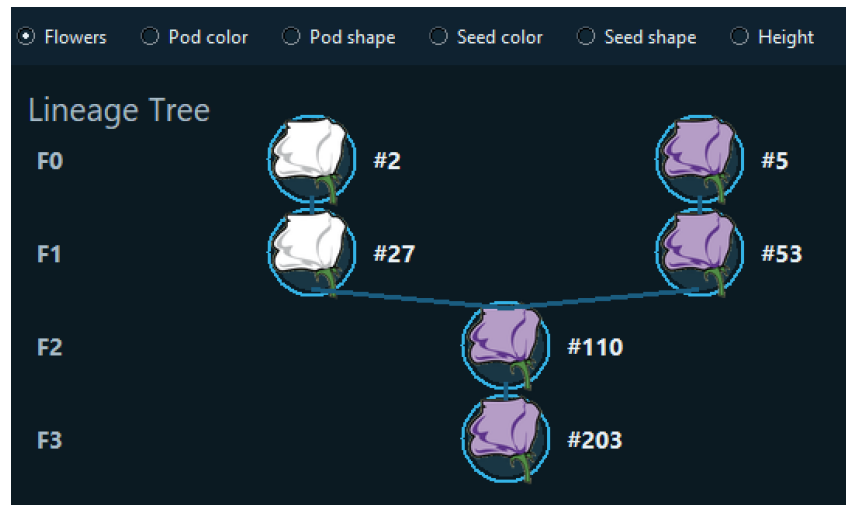 Flowers Pod color Pod shape Seed color Seed shape Height
Lineage Tree
F0 #2 #5
F1 #27 #53
F2 #110
F3 #203